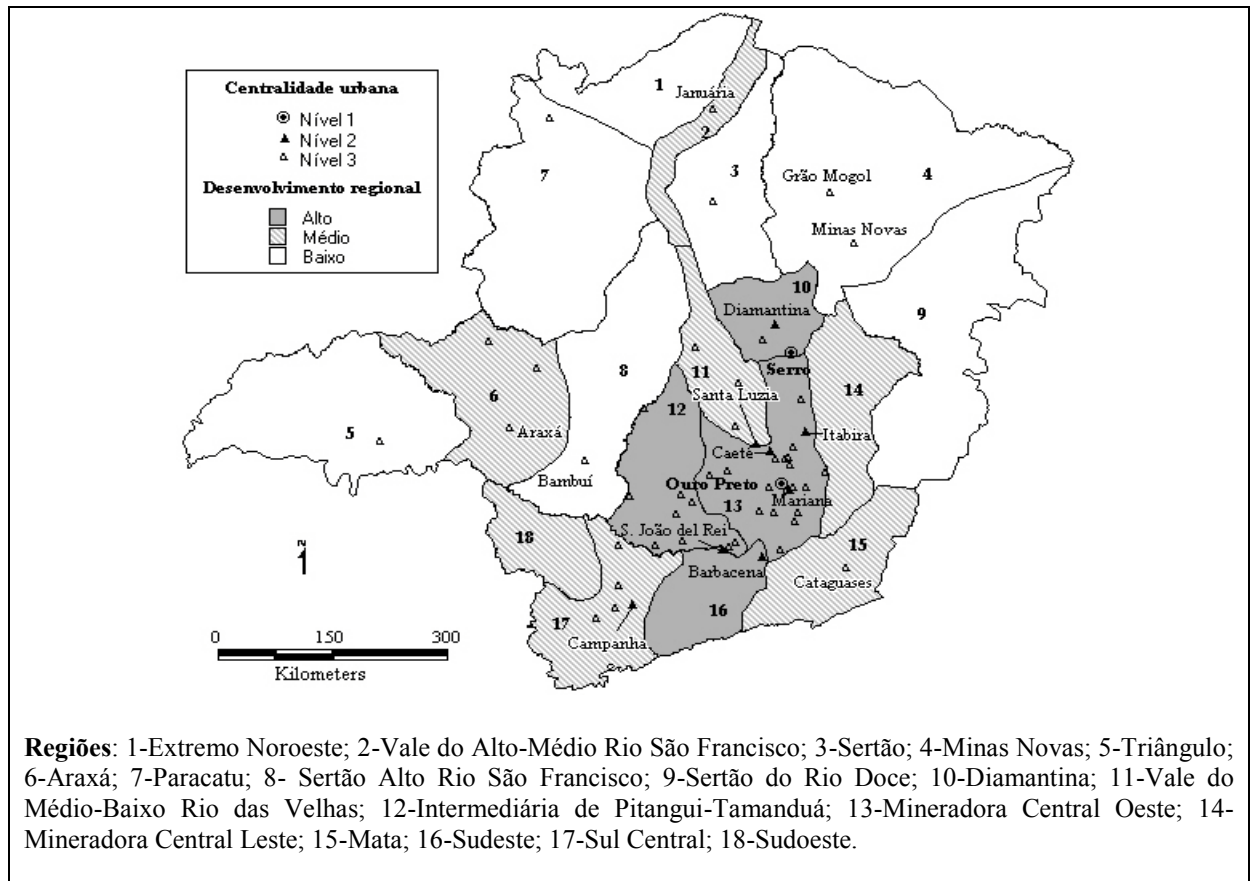 Centralidade urbana
Nível 1
Nível 2
Nível 3
Desenvolvimento regional
Alto
Médio
Baixo
1
Januária
2
7
3
Grão Mogol
4
Minas Novas
10
Diamantina
9
8
11
Serro
14
6
Santa Luzia
12
Araxá
Itabira
5
Caeté
Bambuí
Ouro Preto
Mariana
13
18
S. João del Rei
15
Barbacena
Cataguases
16
17
Campanha
N
0 150 300
Kilometers
Regiões: 1-Extremo Noroeste; 2-Vale do Alto-Médio Rio São Francisco; 3-Sertão; 4-Minas Novas; 5-Triângulo;
6-Araxá; 7-Paracatu; 8- Sertão Alto Rio São Francisco; 9-Sertão do Rio Doce; 10-Diamantina; 11-Vale do
Médio-Baixo Rio das Velhas; 12-Intermediária de Pitangui-Tamanduá; 13-Mineradora Central Oeste; 14-
Mineradora Central Leste; 15-Mata; 16-Sudeste; 17-Sul Central; 18-Sudoeste.